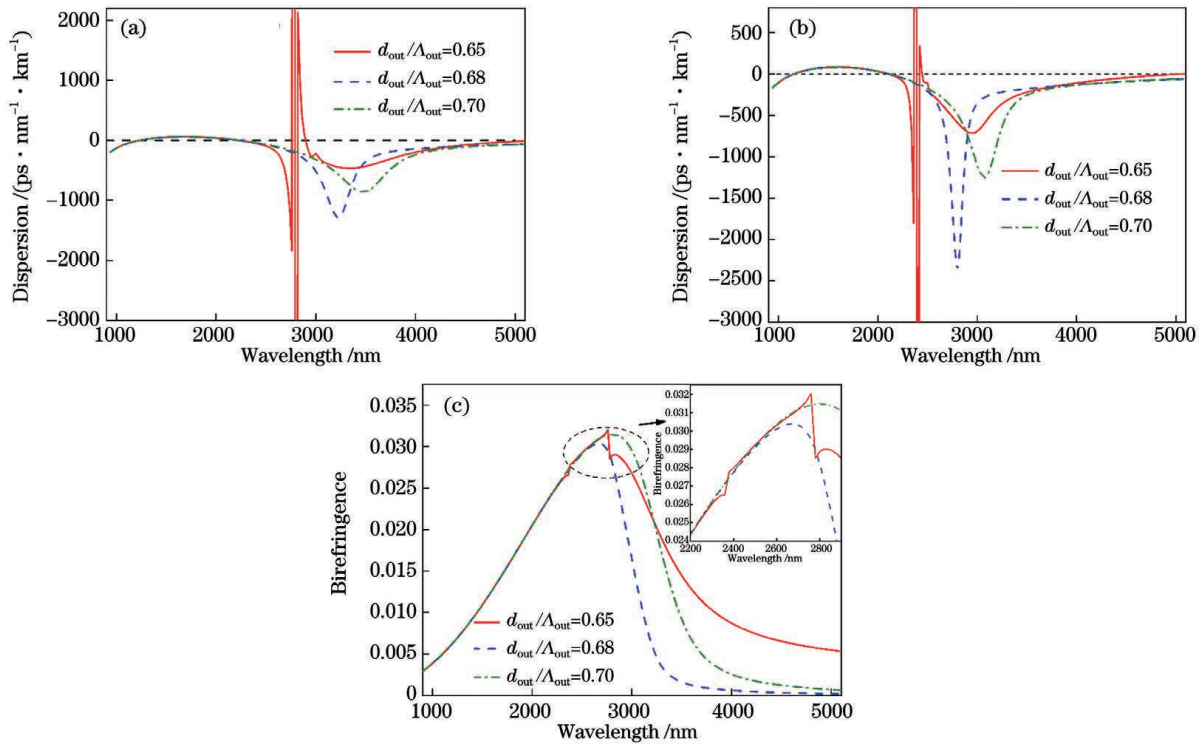 (a)
2000
1000
0
−1000
−2000
−3000
Dispersion /(ps · nm⁻¹ · km⁻¹)
d_out/Λ_out=0.65
d_out/Λ_out=0.68
d_out/Λ_out=0.70
1000 2000 3000 4000 5000
Wavelength /nm
(b)
500
0
−500
−1000
−1500
−2000
−2500
−3000
Dispersion /(ps · nm⁻¹ · km⁻¹)
d_out/Λ_out=0.65
d_out/Λ_out=0.68
d_out/Λ_out=0.70
1000 2000 3000 4000 5000
Wavelength /nm
(c)
0.035
0.030
0.025
0.020
0.015
0.010
0.005
0
Birefringence
d_out/Λ_out=0.65
d_out/Λ_out=0.68
d_out/Λ_out=0.70
1000 2000 3000 4000 5000
Wavelength /nm
0.032
0.031
0.030
0.029
0.028
0.027
0.026
0.025
0.024
Birefringence
2200 2400 2600 2800
Wavelength /nm